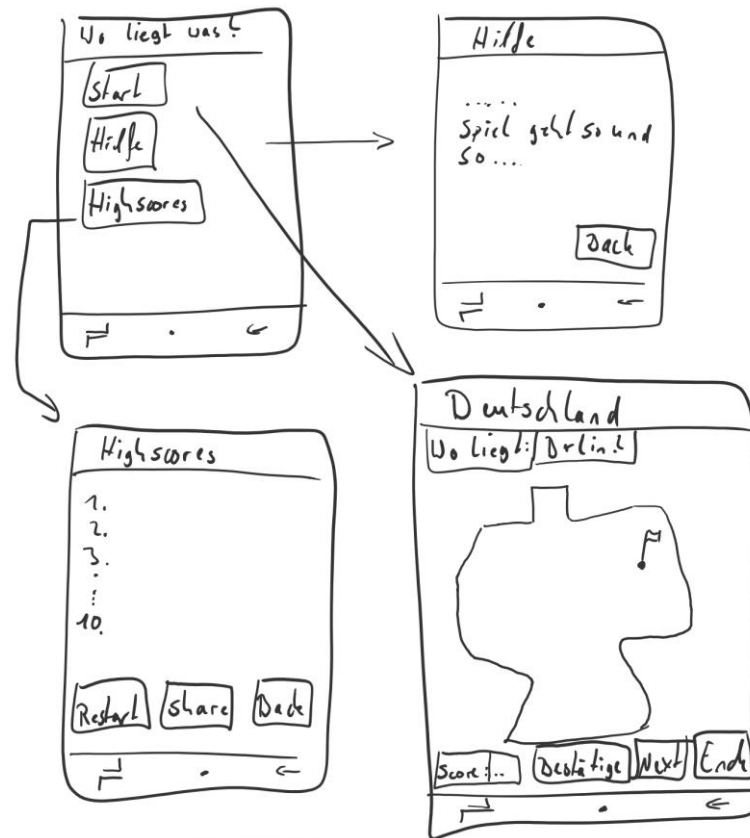 Wo liegt was?
Start
Hilfe
Highscores
Hilfe
......
Spiel geht so und
so....
Back
Highscores
1.
2.
3.
10.
Restart
Share
Back
Deutschland
Wo liegt: Berlin?
Score:..
Bestätige
Next
Ende